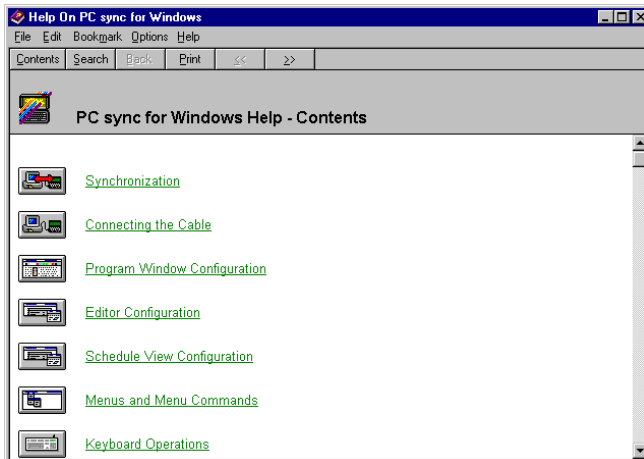 Help On PC sync for Windows
File Edit Bookmark Options Help
Contents Search Back Print << >>
PC sync for Windows Help - Contents
Synchronization
Connecting the Cable
Program Window Configuration
Editor Configuration
Schedule View Configuration
Menus and Menu Commands
Keyboard Operations